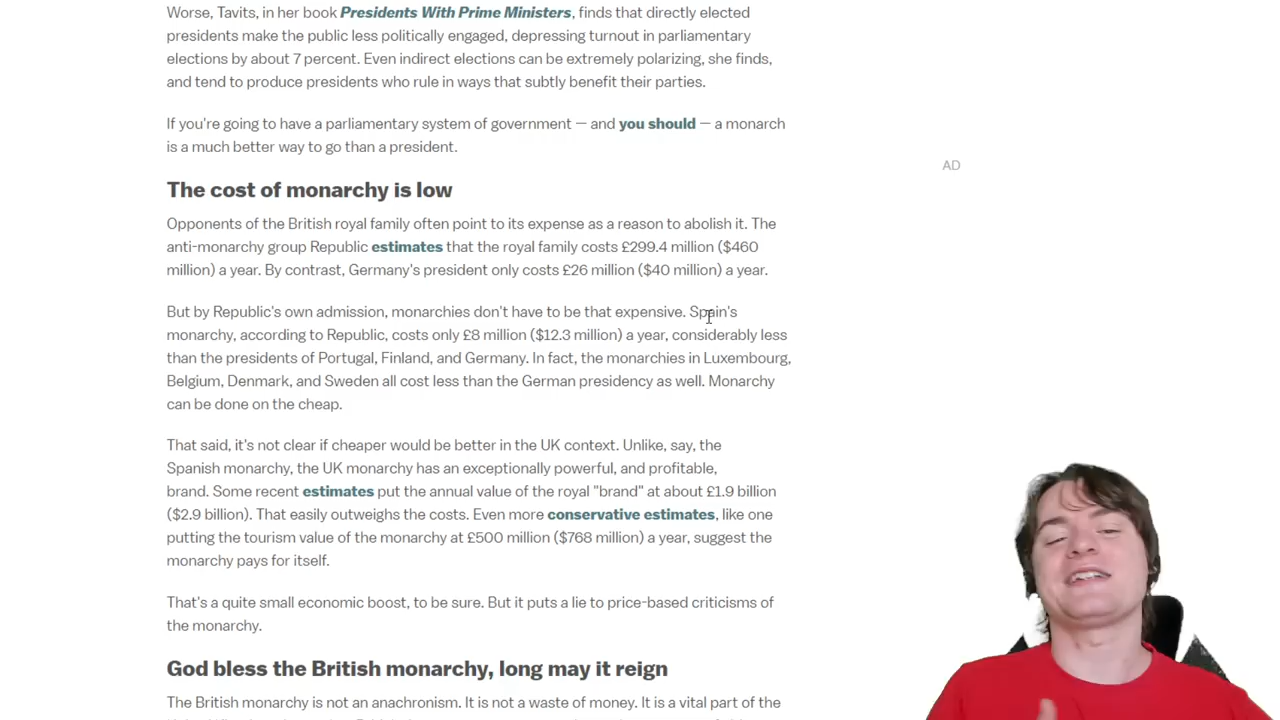 Worse, Tavits, in her book Presidents With Prime Ministers, finds that directly elected
presidents make the public less politically engaged, depressing turnout in parliamentary
elections by about 7 percent. Even indirect elections can be extremely polarizing, she finds,
and tend to produce presidents who rule in ways that subtly benefit their parties.
If you're going to have a parliamentary system of government — and you should — a monarch
is a much better way to go than a president.
AD
The cost of monarchy is low
Opponents of the British royal family often point to its expense as a reason to abolish it. The
anti-monarchy group Republic estimates that the royal family costs £299.4 million ($460
million) a year. By contrast, Germany's president only costs £26 million ($40 million) a year.
But by Republic's own admission, monarchies don't have to be that expensive. Spain's
monarchy, according to Republic, costs only £8 million ($12.3 million) a year, considerably less
than the presidents of Portugal, Finland, and Germany. In fact, the monarchies in Luxembourg,
Belgium, Denmark, and Sweden all cost less than the German presidency as well. Monarchy
can be done on the cheap.
That said, it's not clear if cheaper would be better in the UK context. Unlike, say, the
Spanish monarchy, the UK monarchy has an exceptionally powerful, and profitable,
brand. Some recent estimates put the annual value of the royal "brand" at about £1.9 billion
($2.9 billion). That easily outweighs the costs. Even more conservative estimates, like one
putting the tourism value of the monarchy at £500 million ($768 million) a year, suggest the
monarchy pays for itself.
That's a quite small economic boost, to be sure. But it puts a lie to price-based criticisms of
the monarchy.
God bless the British monarchy, long may it reign
The British monarchy is not an anachronism. It is not a waste of money. It is a vital part of the